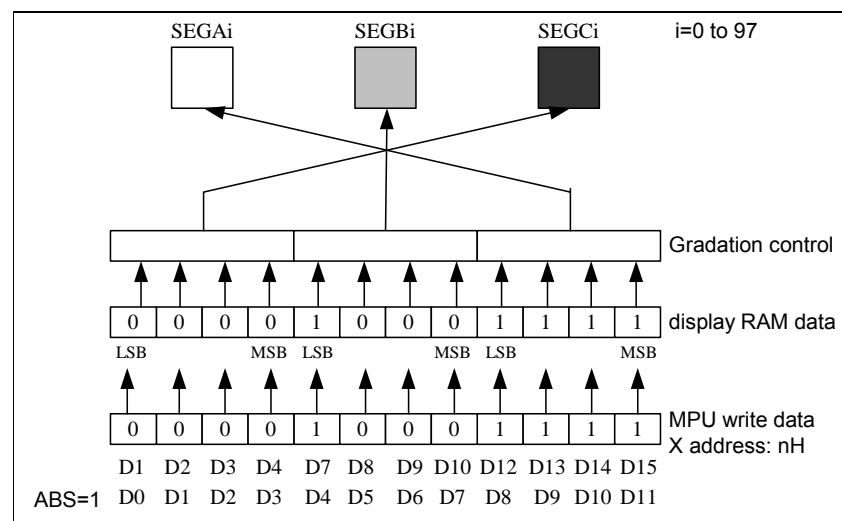 SEGAi SEGBi SEGCi i=0 to 97
Gradation control
0 0 0 0 1 0 0 0 1 1 1 1 display RAM data
LSB MSB LSB MSB LSB MSB
0 0 0 0 1 0 0 0 1 1 1 1 MPU write data
X address: nH
D1 D2 D3 D4 D7 D8 D9 D10 D12 D13 D14 D15
ABS=1 D0 D1 D2 D3 D4 D5 D6 D7 D8 D9 D10 D11